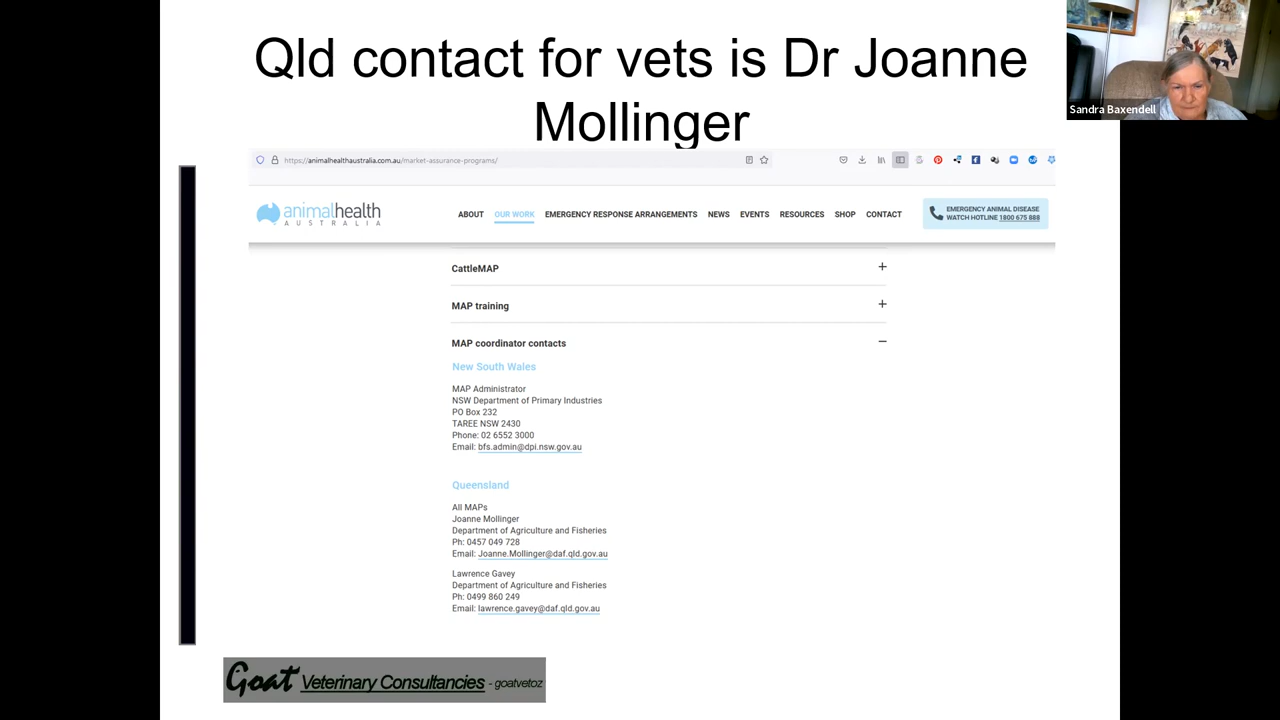 Qld contact for vets is Dr Joanne
Mollinger
Sandra Baxendell
https://animalhealthaustralia.com.au/market-assurance-programs/
animalhealth
AUSTRALIA
ABOUT OUR WORK EMERGENCY RESPONSE ARRANGEMENTS NEWS EVENTS RESOURCES SHOP CONTACT
EMERGENCY ANIMAL DISEASE
WATCH HOTLINE 1800 675 888
CattleMAP
MAP training
MAP coordinator contacts
New South Wales
MAP Administrator
NSW Department of Primary Industries
PO Box 232
TAREE NSW 2430
Phone: 02 6552 3000
Email: bfs.admin@dpi.nsw.gov.au
Queensland
All MAPs
Joanne Mollinger
Department of Agriculture and Fisheries
Ph: 0457 049 728
Email: Joanne.Mollinger@daf.qld.gov.au
Lawrence Gavey
Department of Agriculture and Fisheries
Ph: 0499 860 249
Email: lawrence.gavey@daf.qld.gov.au
Goat Veterinary Consultancies - goatvetoz